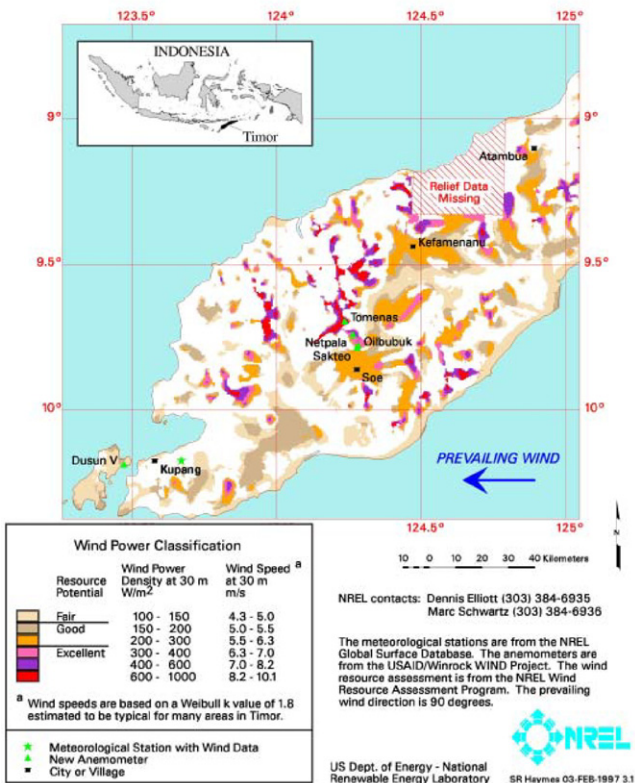 123.5° 124° 124.5° 125°
INDONESIA
Timor
9°
9°
Atambua
Relief Data
Missing
Kefamenanu
9.5°
9.5°
Tomenas
Netpala
Oilbubuk
Sakteo
Soe
10°
10°
Dusun V
Kupang
PREVAILING WIND
123.5° 124° 124.5° 125°
Wind Power Classification
Resource Potential
Wind Power Density at 30 m W/m2
Wind Speed a at 30 m m/s
Fair 100 - 150 4.3 - 5.0
Good 150 - 200 5.0 - 5.5
200 - 300 5.5 - 6.3
Excellent 300 - 400 6.3 - 7.0
400 - 600 7.0 - 8.2
600 - 1000 8.2 - 10.1
a Wind speeds are based on a Weibull k value of 1.8
estimated to be typical for many areas in Timor.
Meteorological Station with Wind Data
New Anemometer
City or Village
N
10 0 10 20 30 40 Kilometers
NREL contacts: Dennis Elliott (303) 384-6935
Marc Schwartz (303) 384-6936
The meteorological stations are from the NREL
Global Surface Database. The anemometers are
from the USAID/Winrock WIND Project. The wind
resource assessment is from the NREL Wind
Resource Assessment Program. The prevailing
wind direction is 90 degrees.
NREL
US Dept. of Energy - National
Renewable Energy Laboratory
SR Haymes 03-FEB-1997 3.1